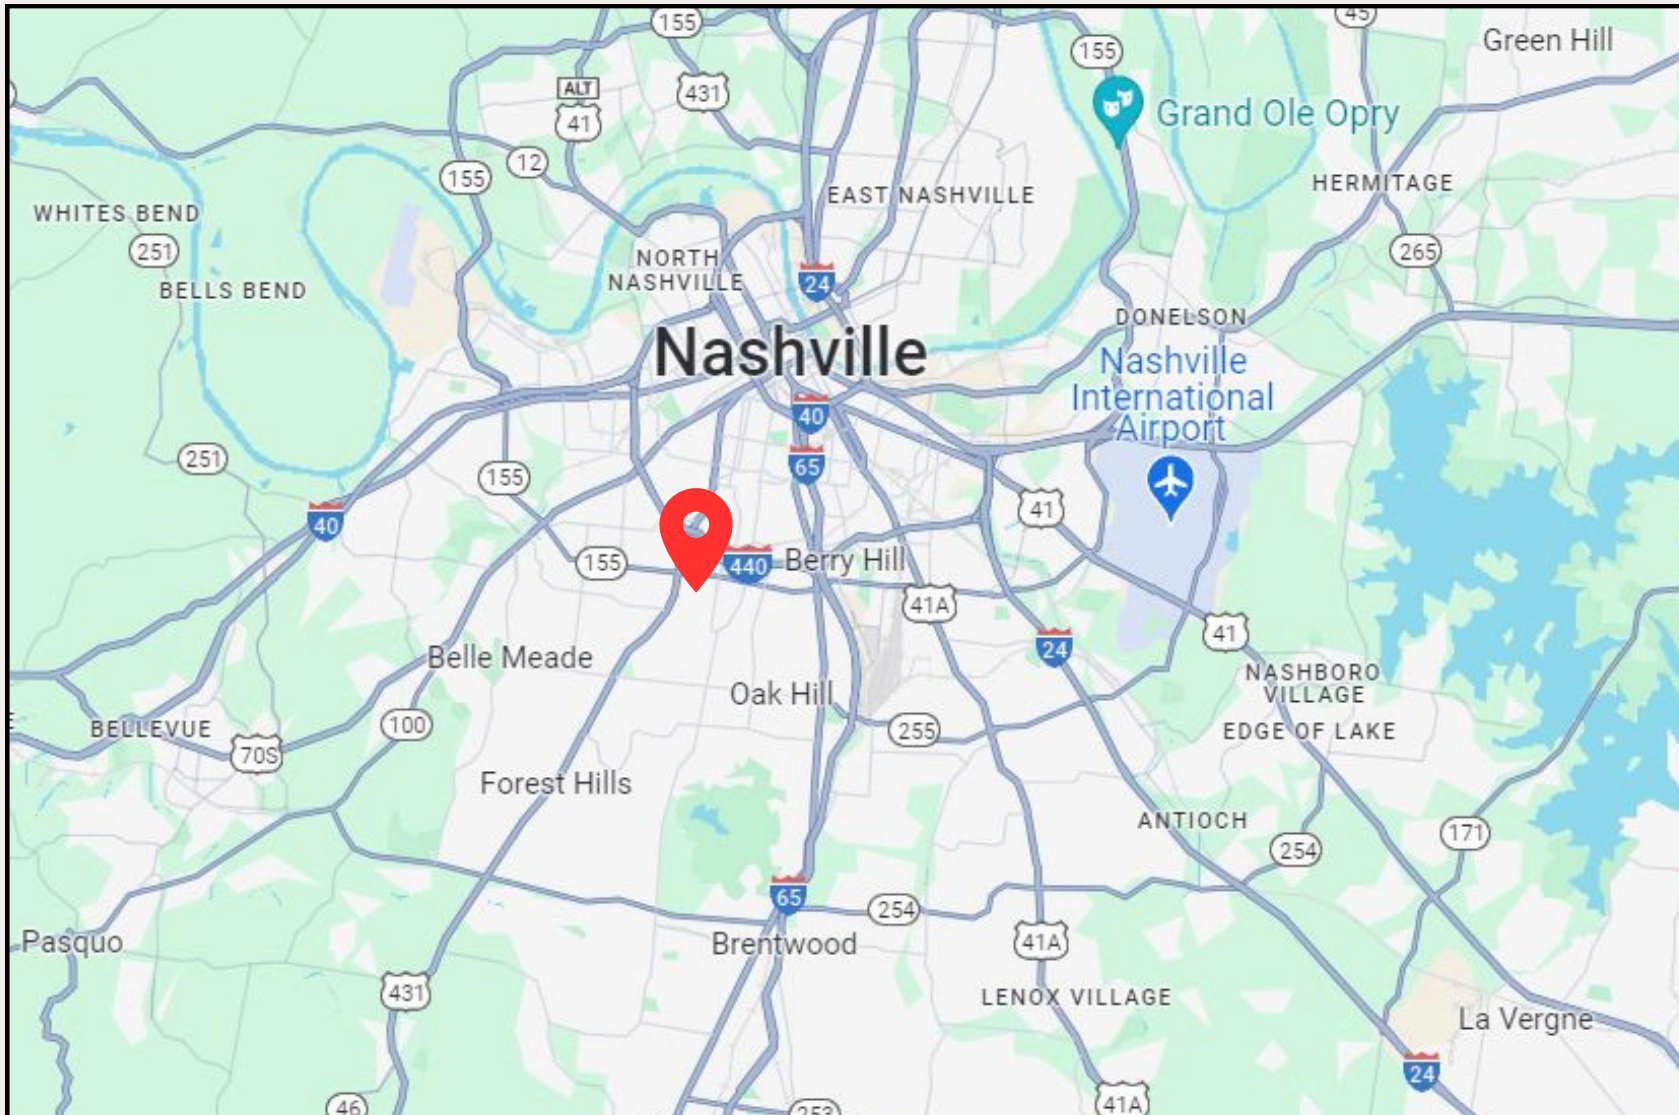 155
45
Green Hill
155
ALT
41
431
Grand Ole Opry
12
155
HERMITAGE
EAST NASHVILLE
WHITES BEND
251
265
NORTH
NASHVILLE
24
BELLS BEND
DONELSON
Nashville
Nashville
International
Airport
40
251
65
155
41
40
155
440
Berry Hill
41A
41
24
Belle Meade
NASHBORO
VILLAGE
Oak Hill
100
BELLEVUE
255
EDGE OF LAKE
70S
Forest Hills
ANTIOCH
171
254
65
254
Pasquo
Brentwood
41A
431
LENOX VILLAGE
La Vergne
24
46
253
41A